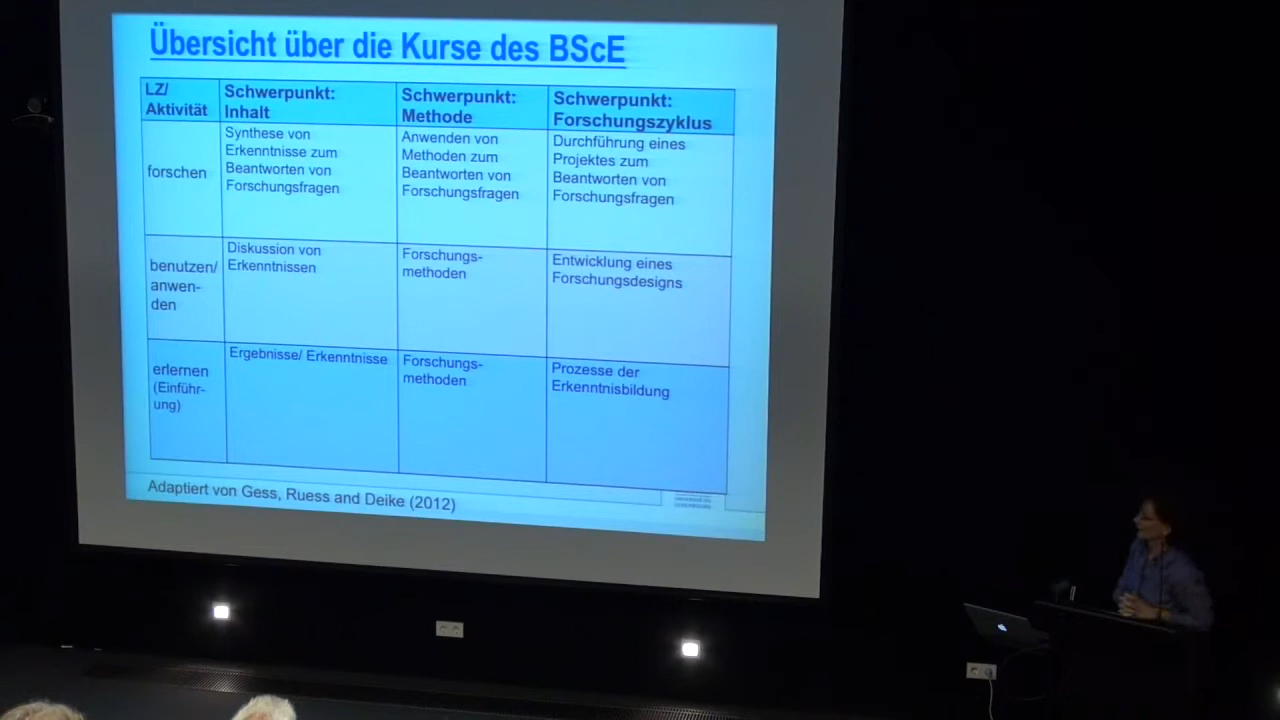 Übersicht über die Kurse des BScE
LZ/
Aktivität
Schwerpunkt:
Inhalt
Schwerpunkt:
Methode
Schwerpunkt:
Forschungszyklus
forschen
Synthese von
Erkenntnisse zum
Beantworten von
Forschungsfragen
Anwenden von
Methoden zum
Beantworten von
Forschungsfragen
Durchführung eines
Projektes zum
Beantworten von
Forschungsfragen
benutzen/
anwen-
den
Diskussion von
Erkenntnissen
Forschungs-
methoden
Entwicklung eines
Forschungsdesigns
erlernen
(Einführ-
ung)
Ergebnisse/ Erkenntnisse
Forschungs-
methoden
Prozesse der
Erkenntnisbildung
Adaptiert von Gess, Ruess and Deike (2012)